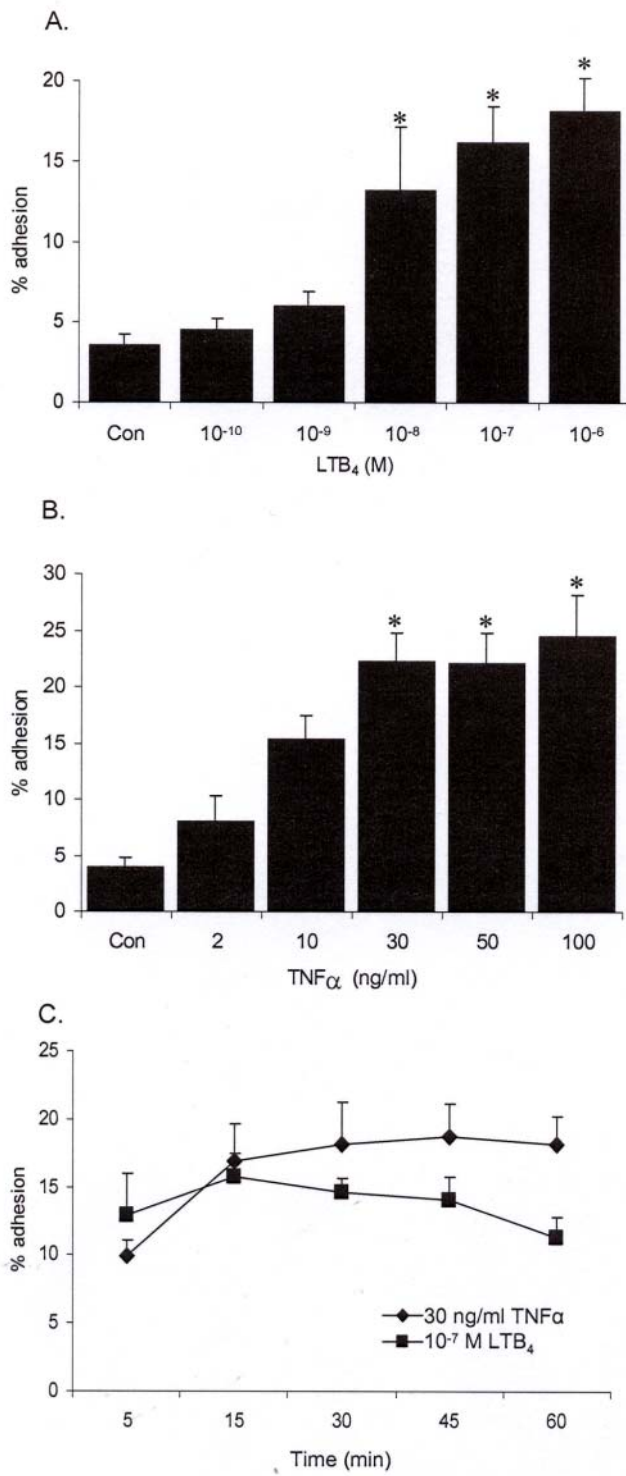 A.
% adhesion
20
15
10
5
0
*
*
*
Con 10⁻¹⁰ 10⁻⁹ 10⁻⁸ 10⁻⁷ 10⁻⁶
LTB₄ (M)
B.
% adhesion
30
25
20
15
10
5
0
*
*
*
Con 2 10 30 50 100
TNFα (ng/ml)
C.
% adhesion
25
20
15
10
5
0
30 ng/ml TNFα
10⁻⁷ M LTB₄
5 15 30 45 60
Time (min)